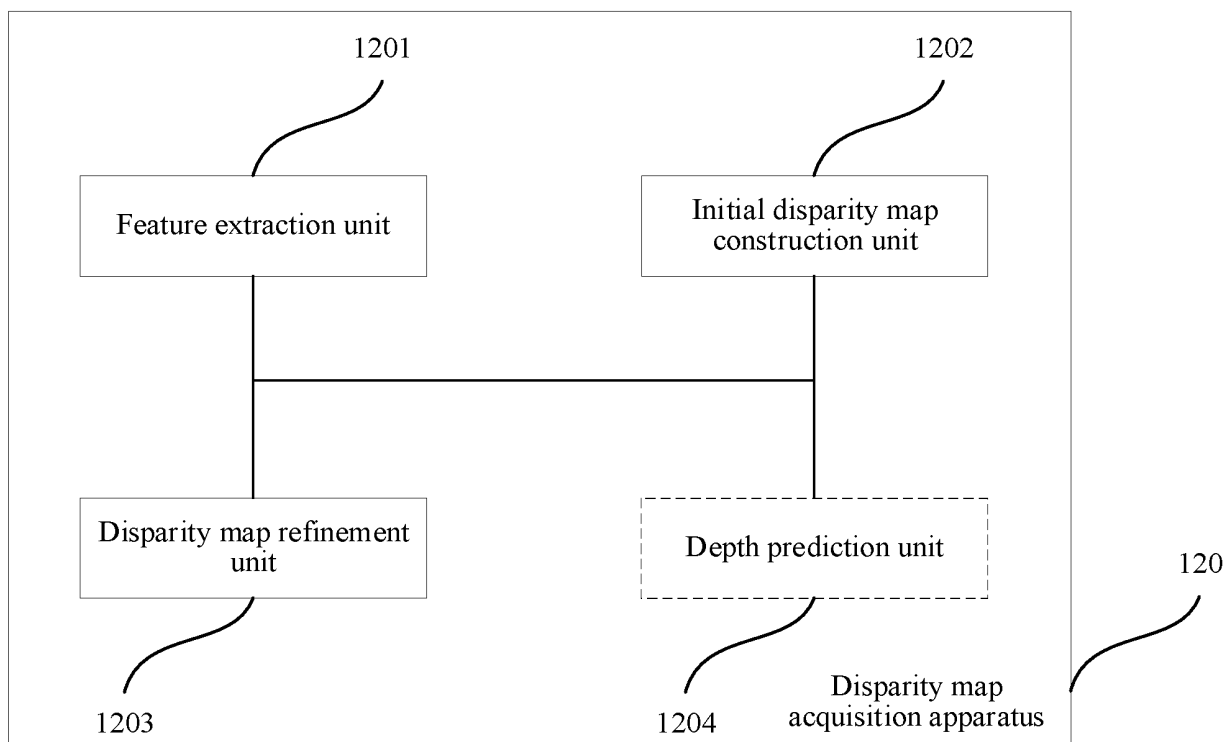 1201
1202
Feature extraction unit
Initial disparity map
construction unit
Disparity map refinement
unit
Depth prediction unit
120
1203
1204
Disparity map
acquisition apparatus